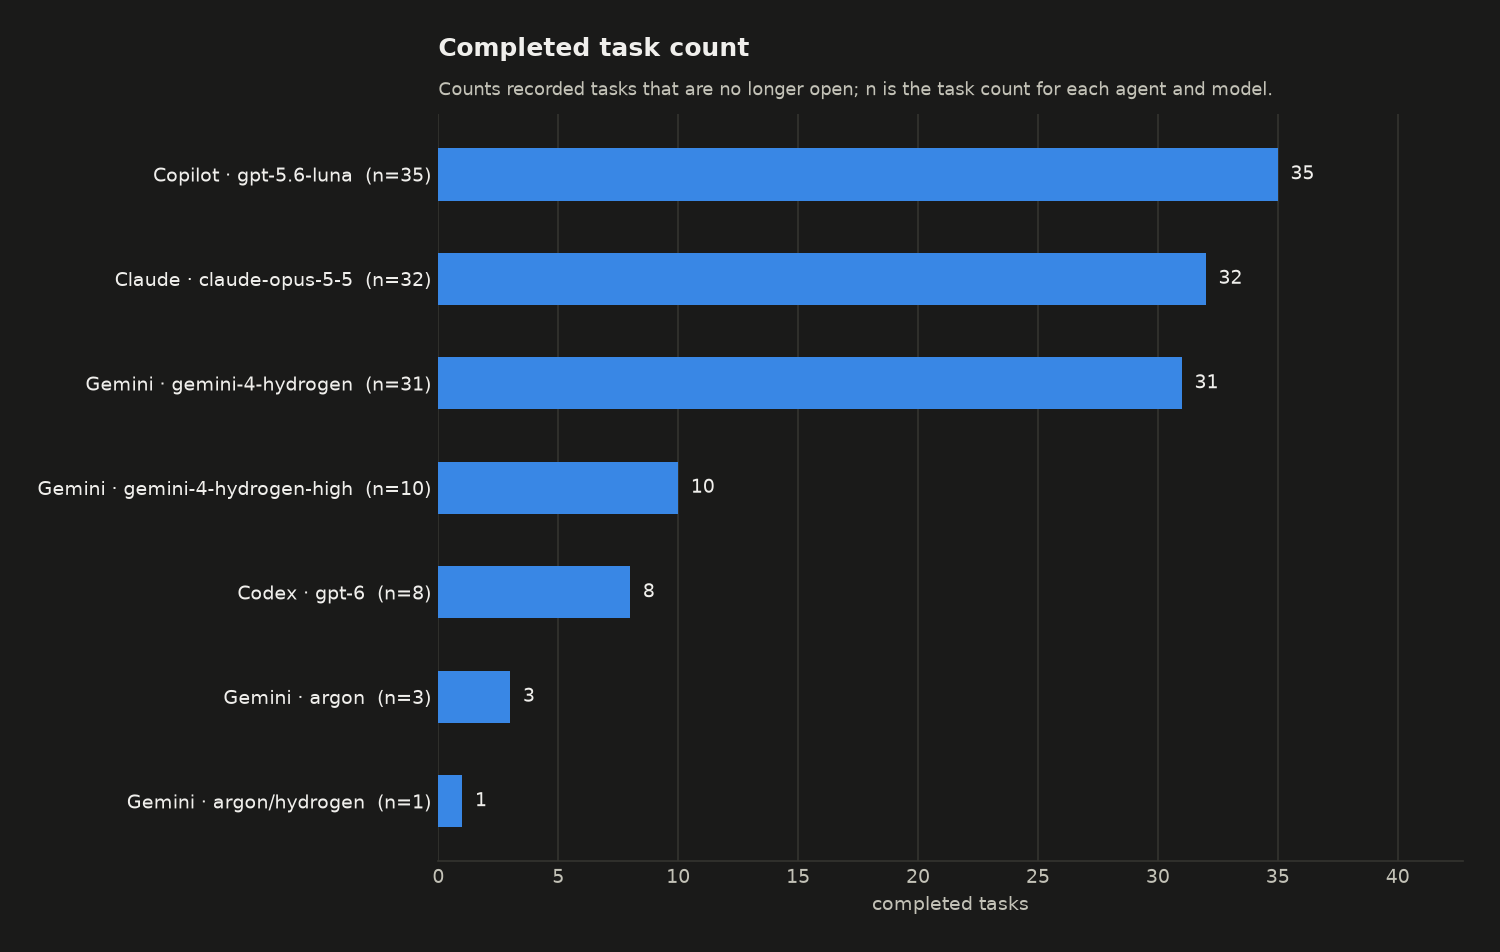 Completed task count
Counts recorded tasks that are no longer open; n is the task count for each agent and model.
Copilot · gpt-5.6-luna (n=35) 35
Claude · claude-opus-5-5 (n=32) 32
Gemini · gemini-4-hydrogen (n=31) 31
Gemini · gemini-4-hydrogen-high (n=10) 10
Codex · gpt-6 (n=8) 8
Gemini · argon (n=3) 3
Gemini · argon/hydrogen (n=1) 1
0 5 10 15 20 25 30 35 40
completed tasks